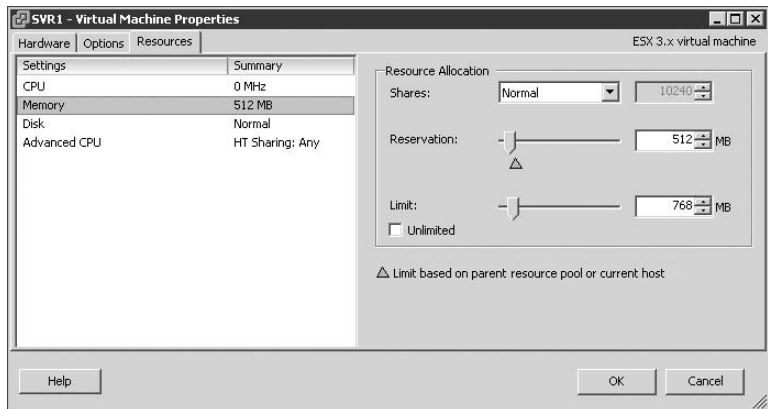 SVR1 - Virtual Machine Properties
Hardware Options Resources ESX 3.x virtual machine
Settings Summary
CPU 0 MHz
Memory 512 MB
Disk Normal
Advanced CPU HT Sharing: Any
Resource Allocation
Shares: Normal 10240
Reservation: 512 MB
Limit: 768 MB
Unlimited
Limit based on parent resource pool or current host
Help OK Cancel